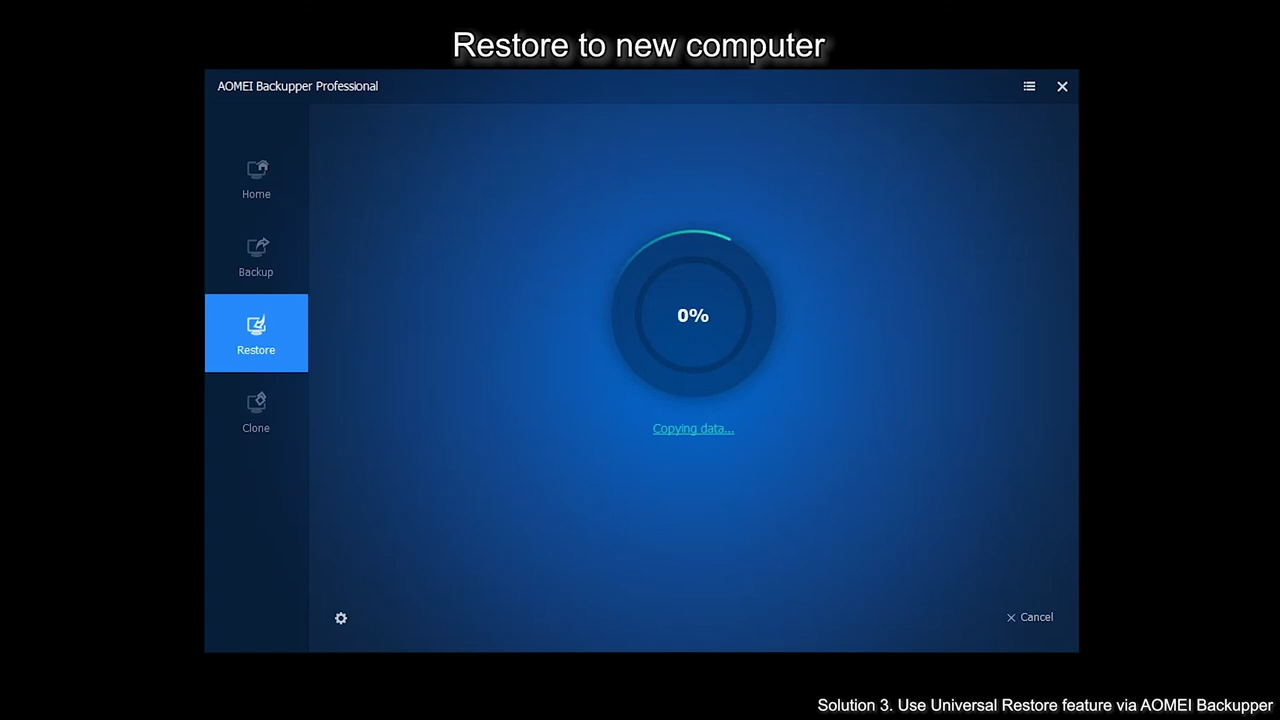 Restore to new computer
AOMEI Backupper Professional
Home
Backup
Restore
Clone
0%
Copying data...
Cancel
Solution 3. Use Universal Restore feature via AOMEI Backupper